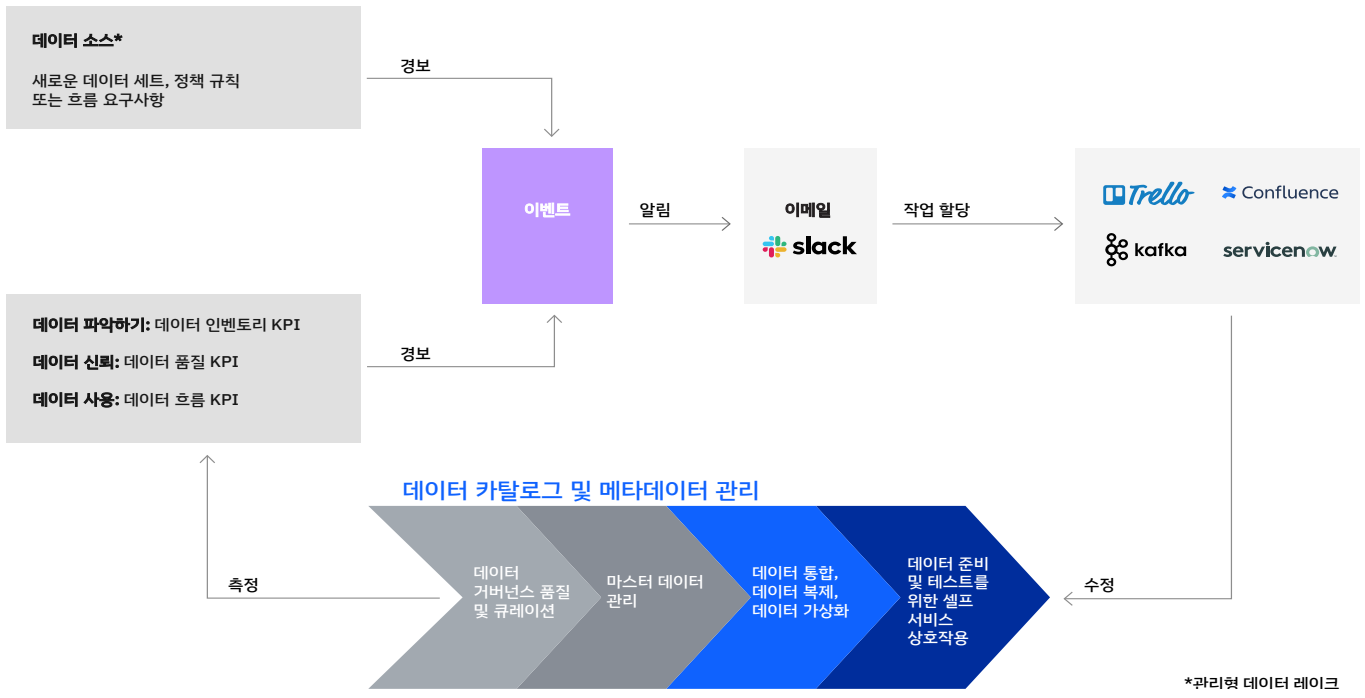 데이터 소스*
새로운 데이터 세트, 정책 규칙
또는 흐름 요구사항
경보
이벤트
알림
이메일
slack
작업 할당
Trello
Confluence
kafka
servicenow
데이터 파악하기: 데이터 인벤토리 KPI
데이터 신뢰: 데이터 품질 KPI
데이터 사용: 데이터 흐름 KPI
경보
데이터 카탈로그 및 메타데이터 관리
측정
데이터
거버넌스 품질
및 큐레이션
마스터 데이터
관리
데이터 통합,
데이터 복제,
데이터 가상화
데이터 준비
및 테스트를
위한 셀프
서비스
상호작용
수정
*관리형 데이터 레이크